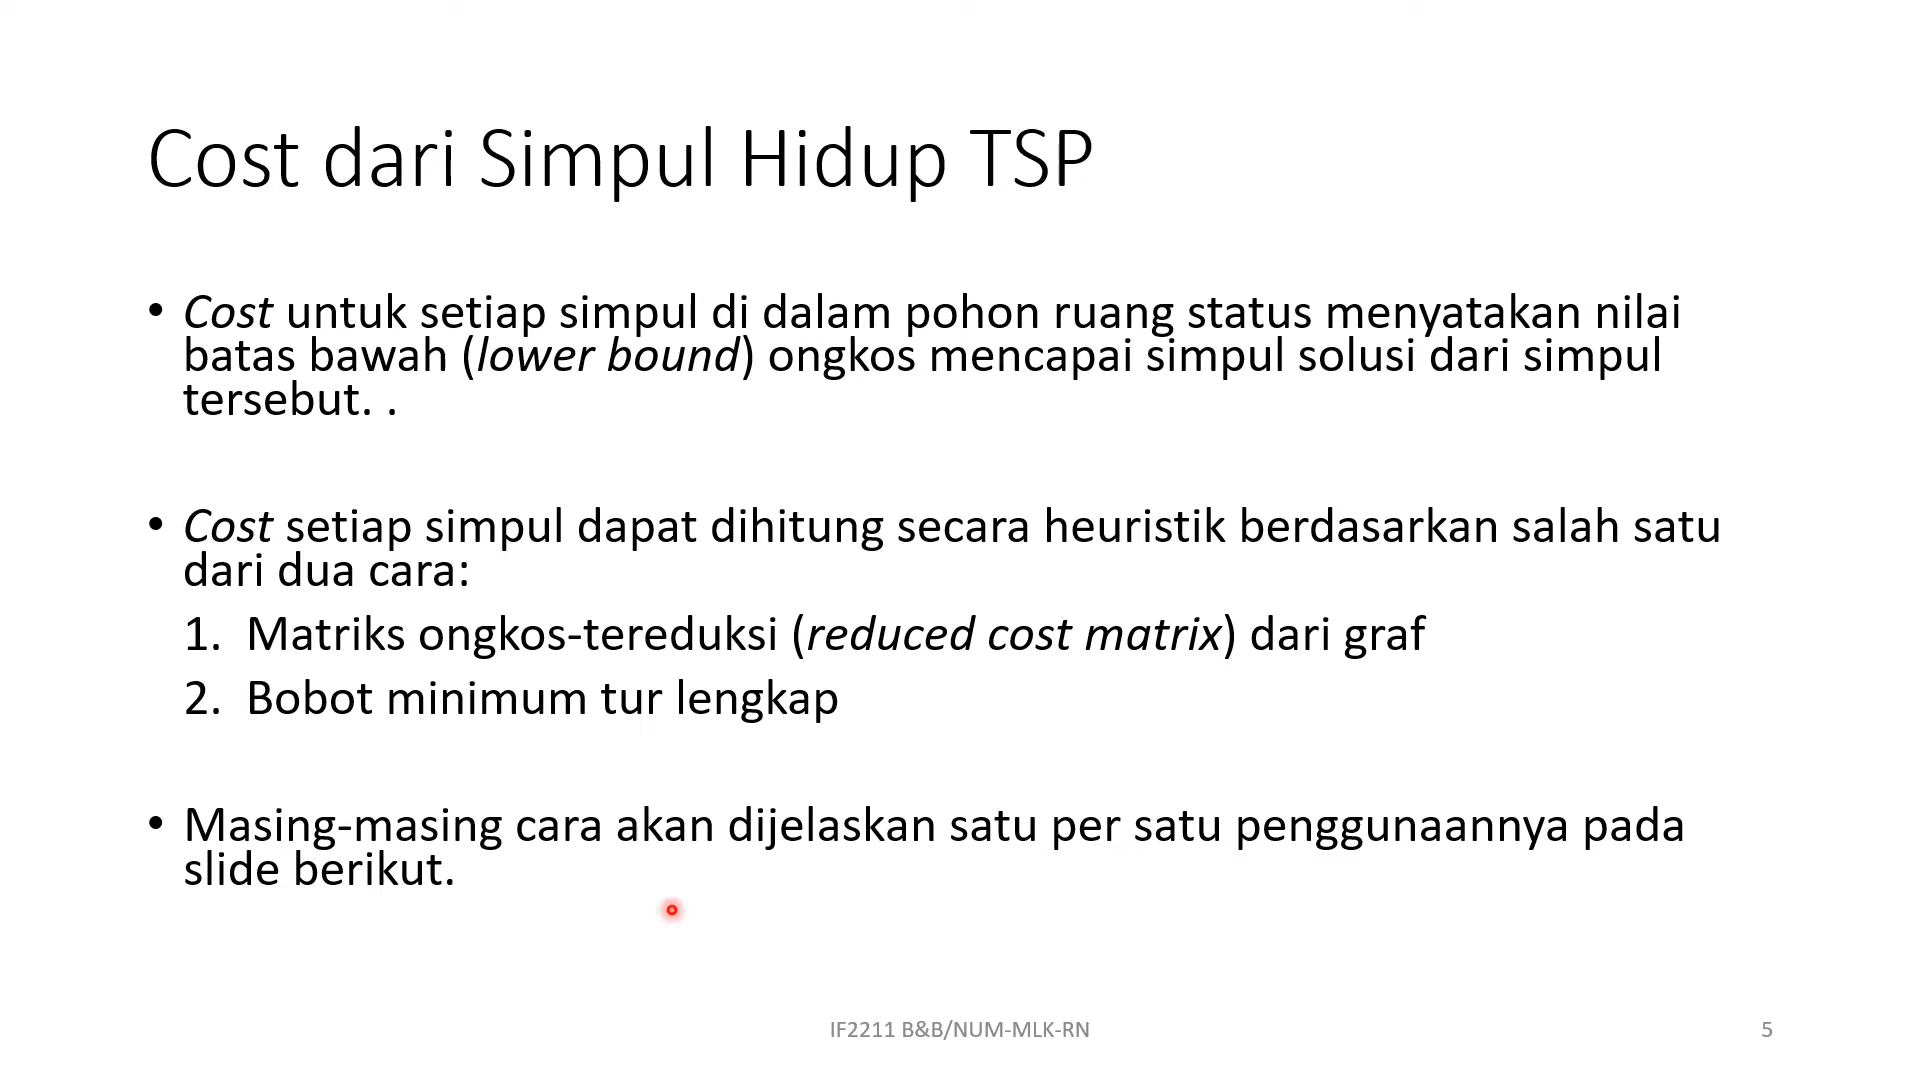 Cost dari Simpul Hidup TSP
• Cost untuk setiap simpul di dalam pohon ruang status menyatakan nilai
batas bawah (lower bound) ongkos mencapai simpul solusi dari simpul
tersebut. .
• Cost setiap simpul dapat dihitung secara heuristik berdasarkan salah satu
dari dua cara:
1. Matriks ongkos-tereduksi (reduced cost matrix) dari graf
2. Bobot minimum tur lengkap
• Masing-masing cara akan dijelaskan satu per satu penggunaannya pada
slide berikut.
IF2211 B&B/NUM-MLK-RN
5